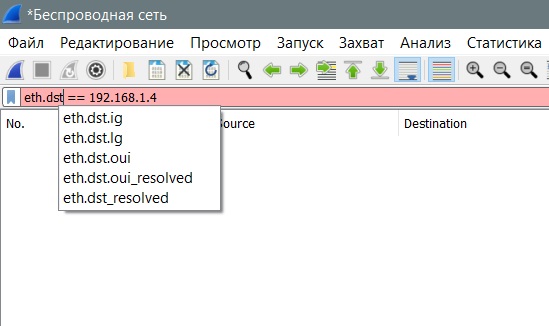 *Беспроводная сеть
Файл Редактирование Просмотр Запуск Захват Анализ Статистика
eth.dst == 192.168.1.4
No. Source Destination
eth.dst.ig
eth.dst.lg
eth.dst.oui
eth.dst.oui_resolved
eth.dst_resolved